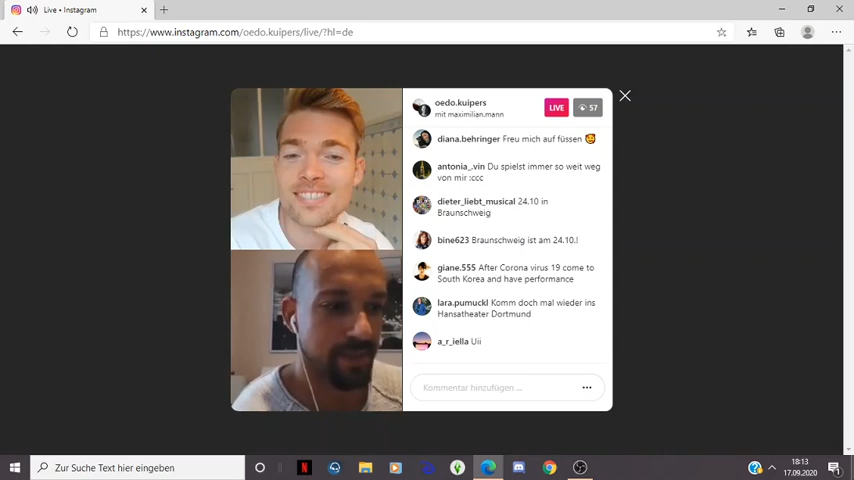 Live • Instagram
https://www.instagram.com/oedo.kuipers/live/?hl=de
oedo.kuipers
mit maximilian.mann
LIVE
57
diana.behringer Freu mich auf füssen
antonia_.vin Du spielst immer so weit weg
von mir :ccc
dieter_liebt_musical 24.10 in
Braunschweig
bine623 Braunschweig ist am 24.10.!
giane.555 After Corona virus 19 come to
South Korea and have performance
lara.pumuckl Komm doch mal wieder ins
Hansatheater Dortmund
a_r_iella Uii
Kommentar hinzufügen ...
Zur Suche Text hier eingeben
18:13
17.09.2020